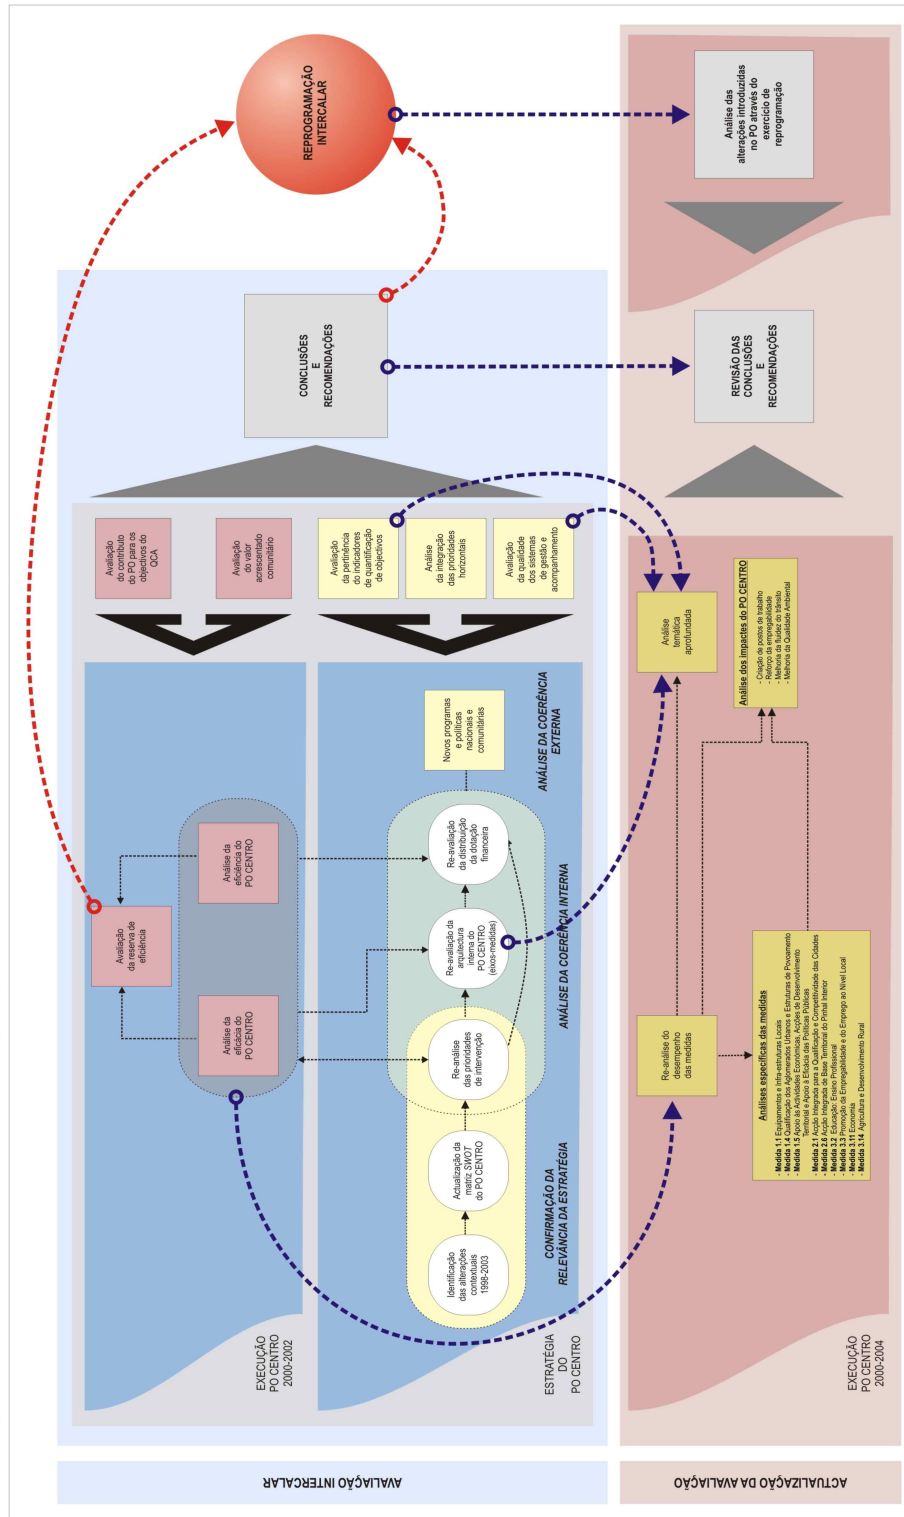 AVALIAÇÃO INTERCALAR
EXECUÇÃO
PO CENTRO
2000-2002
Análise da
eficácia do
PO CENTRO
Análise da
eficiência do
PO CENTRO
Avaliação
da reserva de
eficiência
Avaliação
do contributo
do PO para os
objectivos do
QCA
Avaliação
do valor
acrescentado
comunitário
ESTRATÉGIA
DO
PO CENTRO
Identificação
das alterações
contextuais
1998-2003
Actualização da
matriz SWOT
do PO CENTRO
Re-análise
das prioridades
de intervenção
Re-avaliação da
arquitectura
interna do
PO CENTRO
(eixos-medidas)
Re-avaliação
da distribuição
da dotação
financeira
Novos programas
e políticas
nacionais e
comunitárias
CONFIRMAÇÃO DA
RELEVÂNCIA DA ESTRATÉGIA
ANÁLISE DA COERÊNCIA INTERNA
ANÁLISE DA COERÊNCIA
EXTERNA
Avaliação
da pertinência
do indicadores
de quantificação
de objectivos
Análise
da integração
das prioridades
horizontais
Avaliação
da qualidade
dos sistemas
de gestão e
acompanhamento
CONCLUSÕES
E
RECOMENDAÇÕES
REPROGRAMAÇÃO
INTERCALAR
ACTUALIZAÇÃO DA AVALIAÇÃO
EXECUÇÃO
PO CENTRO
2000-2004
Re-análise do
desempenho
das medidas
Análises específicas das medidas
- Medida 1.1 Equipamentos e Infra-estruturas Locais
- Medida 1.4 Qualificação dos Aglomerados Urbanos e Estruturas de Povoamento
- Medida 1.5 Apoio às Actividades Económicas, Acções de Desenvolvimento
Territorial e Apoio à Eficácia das Políticas Públicas
- Medida 2.1 Acção Integrada para a Qualificação e Competitividade das Cidades
- Medida 2.6 Acção Integrada de Base Territorial do Pinhal Interior
- Medida 3.2 Educação: Ensino Profissional
- Medida 3.3 Promoção da Empregabilidade e do Emprego ao Nível Local
- Medida 3.11 Economia
- Medida 3.14 Agricultura e Desenvolvimento Rural
Análise
temática
aprofundada
Análise dos impactes do PO CENTRO
- Criação de postos de trabalho
- Reforço da empregabilidade
- Melhoria da fluidez do trânsito
- Melhoria da Qualidade Ambiental
REVISÃO DAS
CONCLUSÕES
E
RECOMENDAÇÕES
Análise das
alterações introduzidas
no PO através do
exercício de
reprogramação